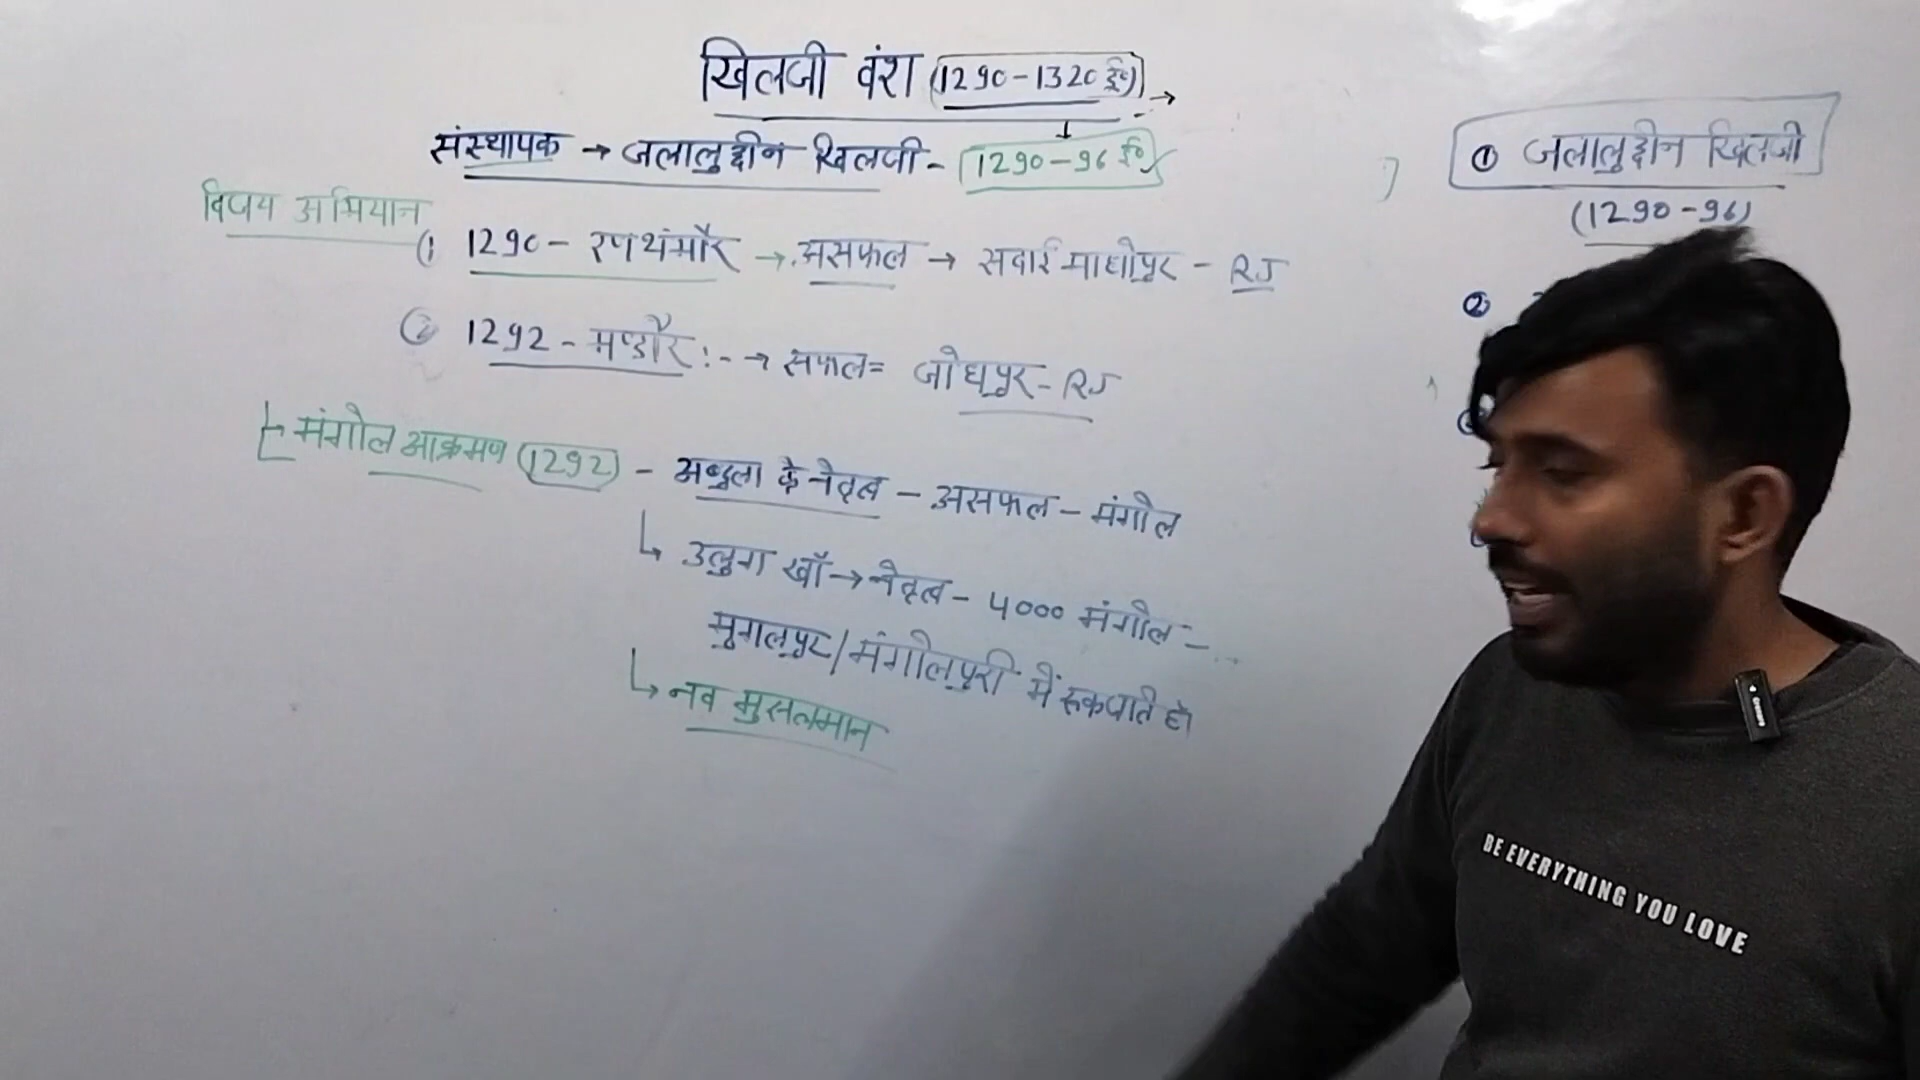 खिलजी वंश (1290-1320 ई०) →
संस्थापक → जलालुद्दीन खिलजी - 1290-96 ई०
विजय अभियान
(1 1290 - रणथंमौर → असफल → सवाई माधोपुर - RJ
② 1292 - मण्डौर :- → सफल = जोधपुर - RJ
मंगोल आक्रमण (1292) - अब्दुला के नेतृत्व - असफल - मंगोल
उलुग खाँ → नेतृत्व - 4000 मंगोल -..
मुगलपुर/मंगोलपुरी में रूकजाते हैं
↳ नव मुसलमान
① जलालुद्दीन खिलजी
(1290-96)
②
BE EVERYTHING YOU LOVE